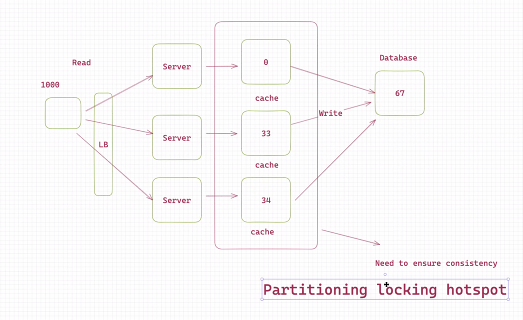 Read
1000
LB
Server
Server
Server
0
cache
33
cache
34
cache
Write
Database
67
Need to ensure consistency
Partitioning locking hotspot